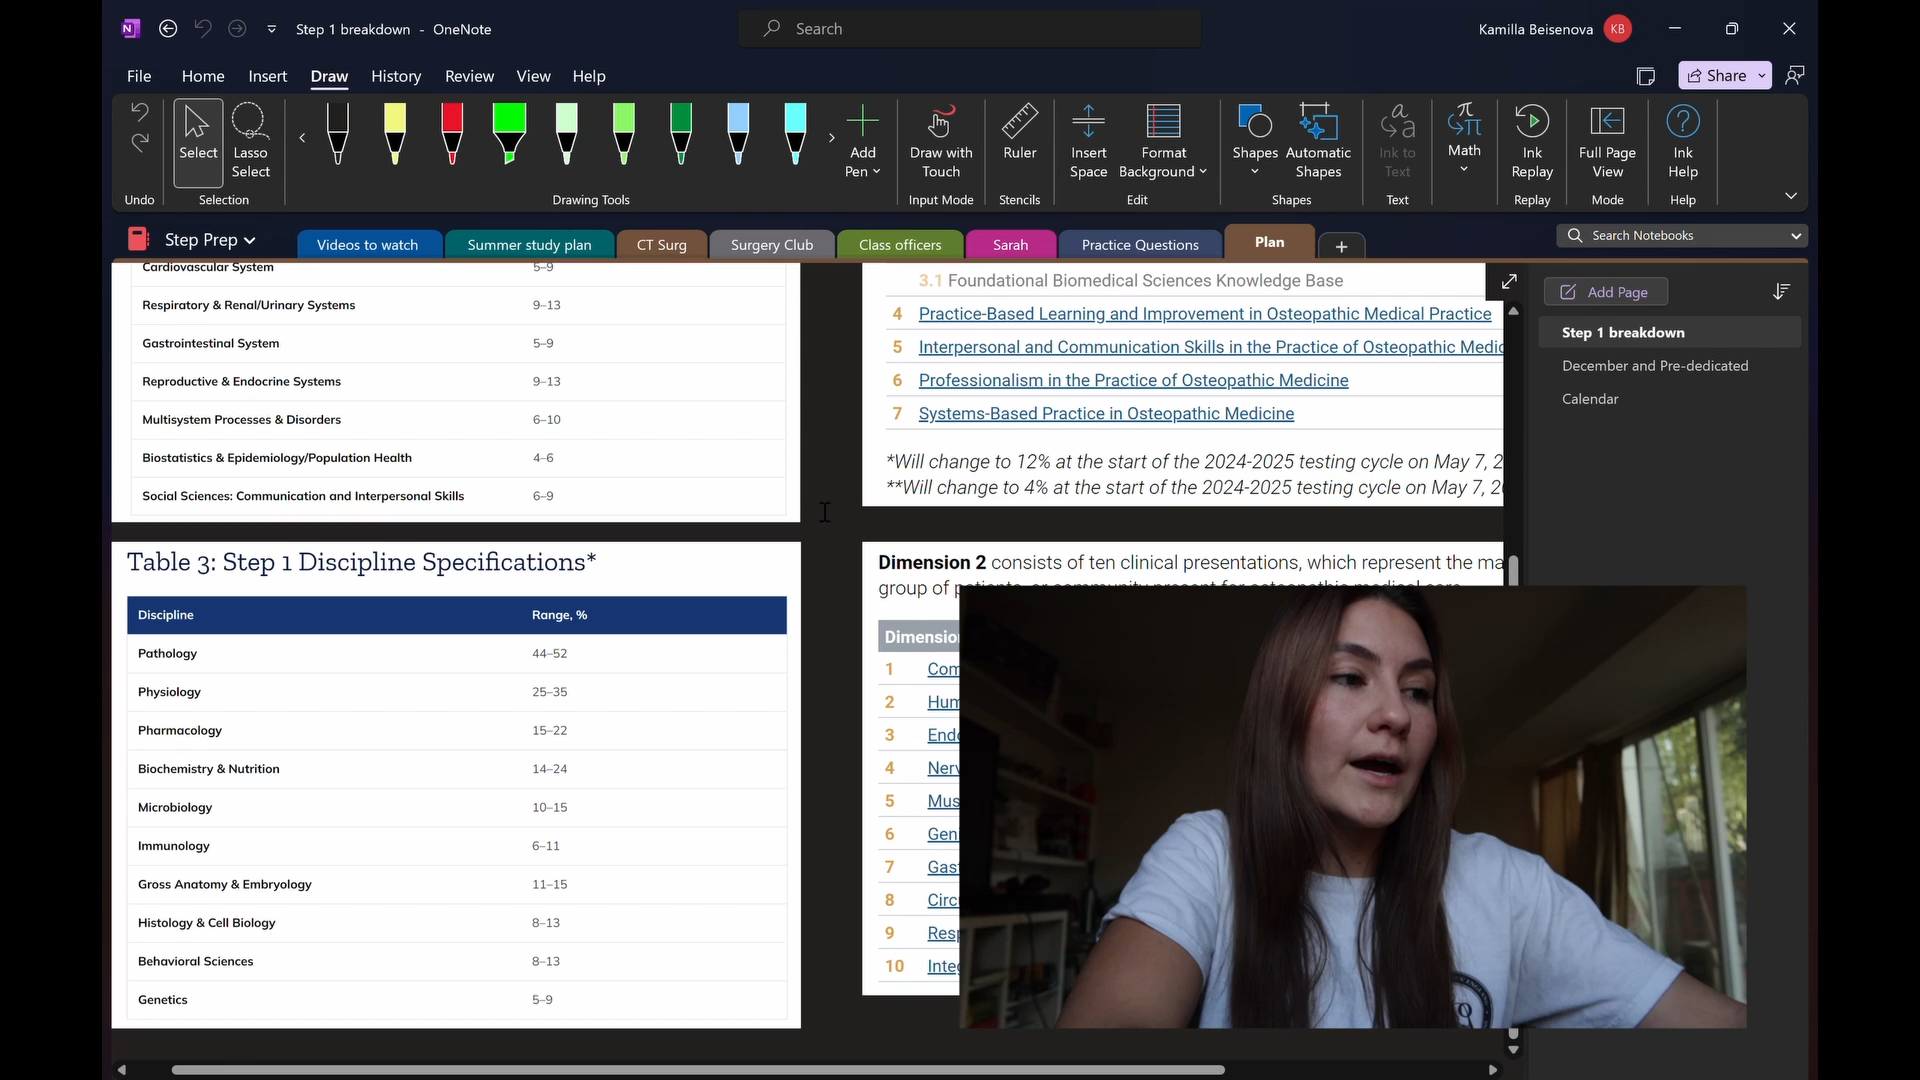 Step 1 breakdown - OneNote
Search
Kamilla Beisenova
KB
File Home Insert Draw History Review View Help
Share
Select
Lasso Select
Add Pen
Draw with Touch
Ruler
Insert Space
Format Background
Shapes
Automatic Shapes
Ink to Text
Math
Ink Replay
Full Page View
Ink Help
Undo Selection Drawing Tools Input Mode Stencils Edit Shapes Text Replay Mode Help
Step Prep
Videos to watch
Summer study plan
CT Surg
Surgery Club
Class officers
Sarah
Practice Questions
Plan
+
Search Notebooks
Cardiovascular System 5–9
Respiratory & Renal/Urinary Systems 9–13
Gastrointestinal System 5–9
Reproductive & Endocrine Systems 9–13
Multisystem Processes & Disorders 6–10
Biostatistics & Epidemiology/Population Health 4–6
Social Sciences: Communication and Interpersonal Skills 6–9
Table 3: Step 1 Discipline Specifications*
Discipline Range, %
Pathology 44–52
Physiology 25–35
Pharmacology 15–22
Biochemistry & Nutrition 14–24
Microbiology 10–15
Immunology 6–11
Gross Anatomy & Embryology 11–15
Histology & Cell Biology 8–13
Behavioral Sciences 8–13
Genetics 5–9
3.1 Foundational Biomedical Sciences Knowledge Base
4 Practice-Based Learning and Improvement in Osteopathic Medical Practice
5 Interpersonal and Communication Skills in the Practice of Osteopathic Medic
6 Professionalism in the Practice of Osteopathic Medicine
7 Systems-Based Practice in Osteopathic Medicine
*Will change to 12% at the start of the 2024-2025 testing cycle on May 7, 2
**Will change to 4% at the start of the 2024-2025 testing cycle on May 7, 2
Dimension 2 consists of ten clinical presentations, which represent the ma
group of
Dimensio
1 Com
2 Hum
3 Endo
4 Nerv
5 Mus
6 Geni
7 Gast
8 Circ
9 Resp
10 Integ
Add Page
Step 1 breakdown
December and Pre-dedicated
Calendar